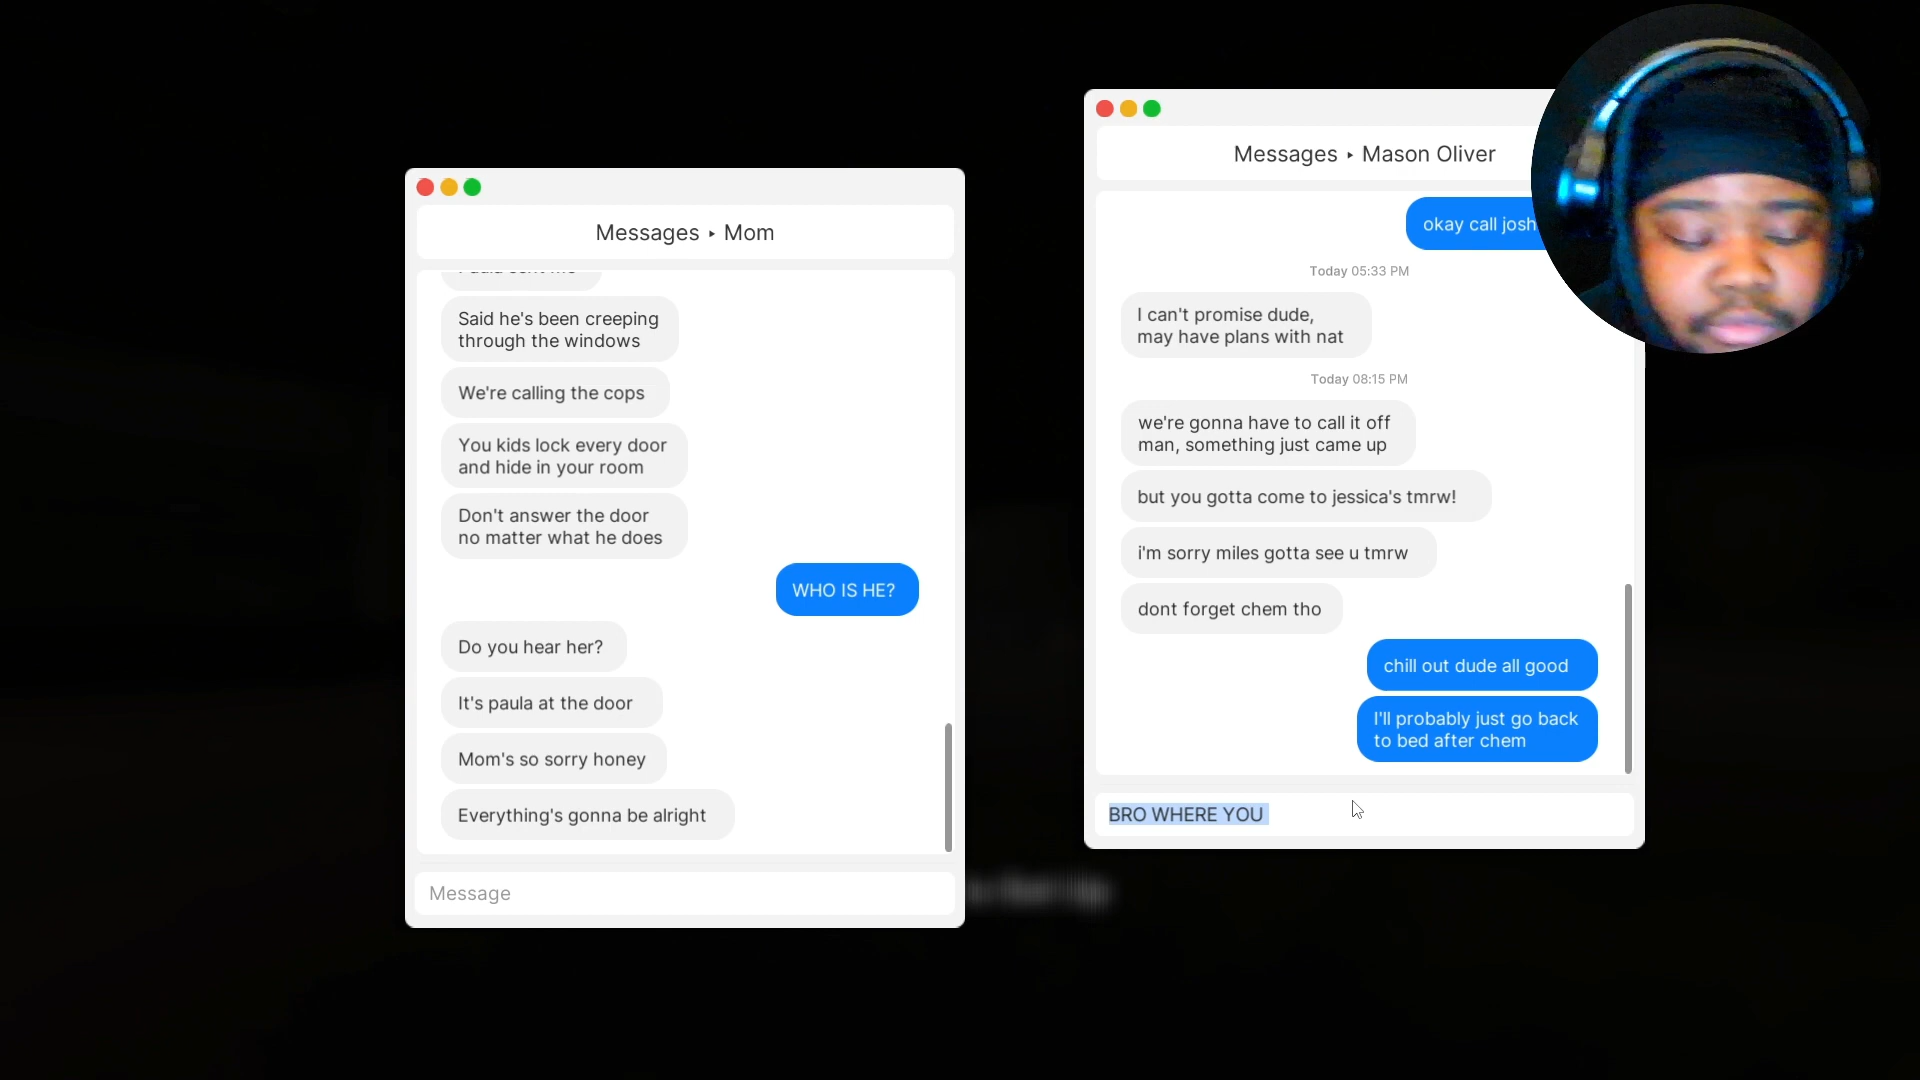 Messages ▸ Mom
Said he's been creeping
through the windows
We're calling the cops
You kids lock every door
and hide in your room
Don't answer the door
no matter what he does
WHO IS HE?
Do you hear her?
It's paula at the door
Mom's so sorry honey
Everything's gonna be alright
Message
Messages ▸ Mason Oliver
okay call josh
Today 05:33 PM
I can't promise dude,
may have plans with nat
Today 08:15 PM
we're gonna have to call it off
man, something just came up
but you gotta come to jessica's tmrw!
i'm sorry miles gotta see u tmrw
dont forget chem tho
chill out dude all good
I'll probably just go back
to bed after chem
BRO WHERE YOU